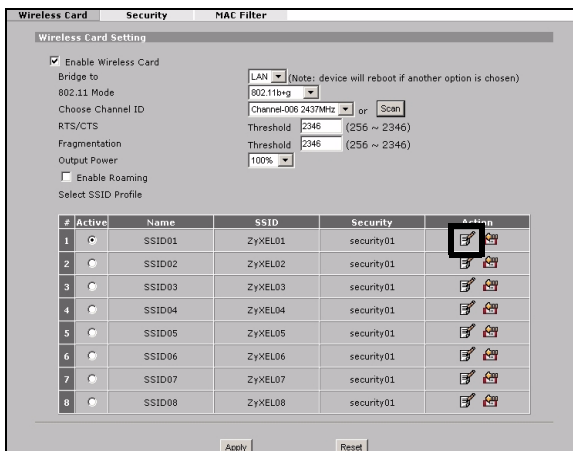 Wireless Card Security MAC Filter
Wireless Card Setting
Enable Wireless Card
Bridge to LAN (Note: device will reboot if another option is chosen)
802.11 Mode 802.11b+g
Choose Channel ID Channel-006 2437MHz or Scan
RTS/CTS Threshold 2346 (256 ~ 2346)
Fragmentation Threshold 2346 (256 ~ 2346)
Output Power 100%
Enable Roaming
Select SSID Profile
# Active Name SSID Security Action
1 SSID01 ZyXEL01 security01
2 SSID02 ZyXEL02 security01
3 SSID03 ZyXEL03 security01
4 SSID04 ZyXEL04 security01
5 SSID05 ZyXEL05 security01
6 SSID06 ZyXEL06 security01
7 SSID07 ZyXEL07 security01
8 SSID08 ZyXEL08 security01
Apply Reset